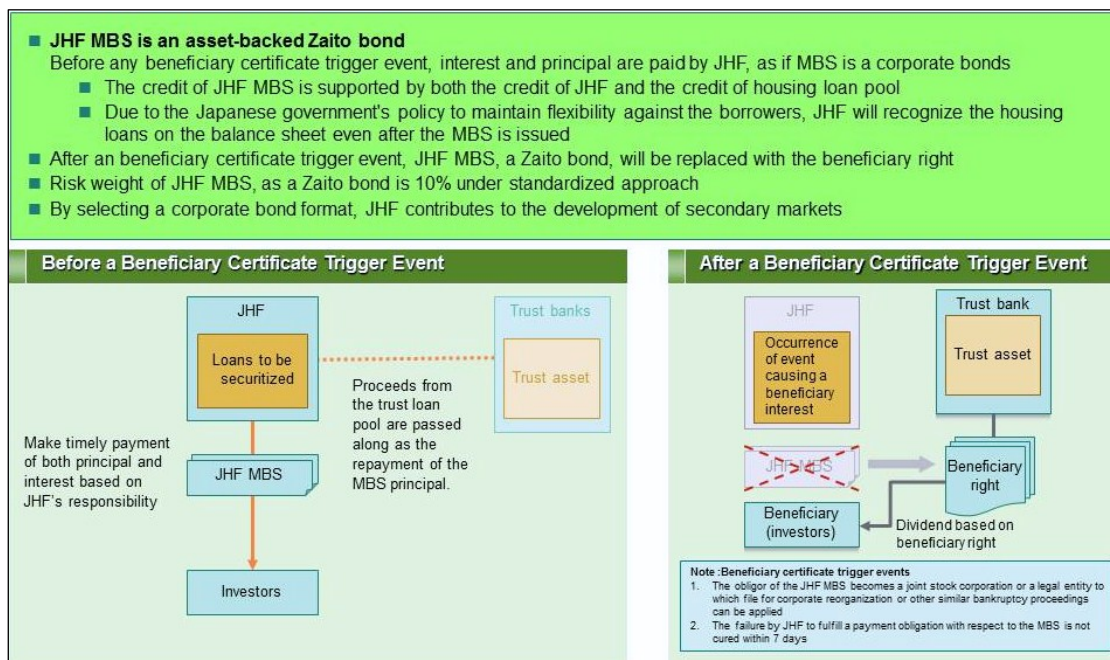 JHF MBS is an asset-backed Zaito bond
Before any beneficiary certificate trigger event, interest and principal are paid by JHF, as if MBS is a corporate bonds
The credit of JHF MBS is supported by both the credit of JHF and the credit of housing loan pool
Due to the Japanese government's policy to maintain flexibility against the borrowers, JHF will recognize the housing
loans on the balance sheet even after the MBS is issued
After an beneficiary certificate trigger event, JHF MBS, a Zaito bond, will be replaced with the beneficiary right
Risk weight of JHF MBS, as a Zaito bond is 10% under standardized approach
By selecting a corporate bond format, JHF contributes to the development of secondary markets
Before a Beneficiary Certificate Trigger Event
JHF
Loans to be
securitized
Trust banks
Trust asset
Proceeds from
the trust loan
pool are passed
along as the
repayment of the
MBS principal.
Make timely payment
of both principal and
interest based on
JHF's responsibility
JHF MBS
Investors
After a Beneficiary Certificate Trigger Event
JHF
Occurrence
of event
causing a
beneficiary
interest
Trust bank
Trust asset
JHF MBS
Beneficiary
right
Beneficiary
(investors)
Dividend based on
beneficiary right
Note :Beneficiary certificate trigger events
1. The obligor of the JHF MBS becomes a joint stock corporation or a legal entity to
which file for corporate reorganization or other similar bankruptcy proceedings
can be applied
2. The failure by JHF to fulfill a payment obligation with respect to the MBS is not
cured within 7 days